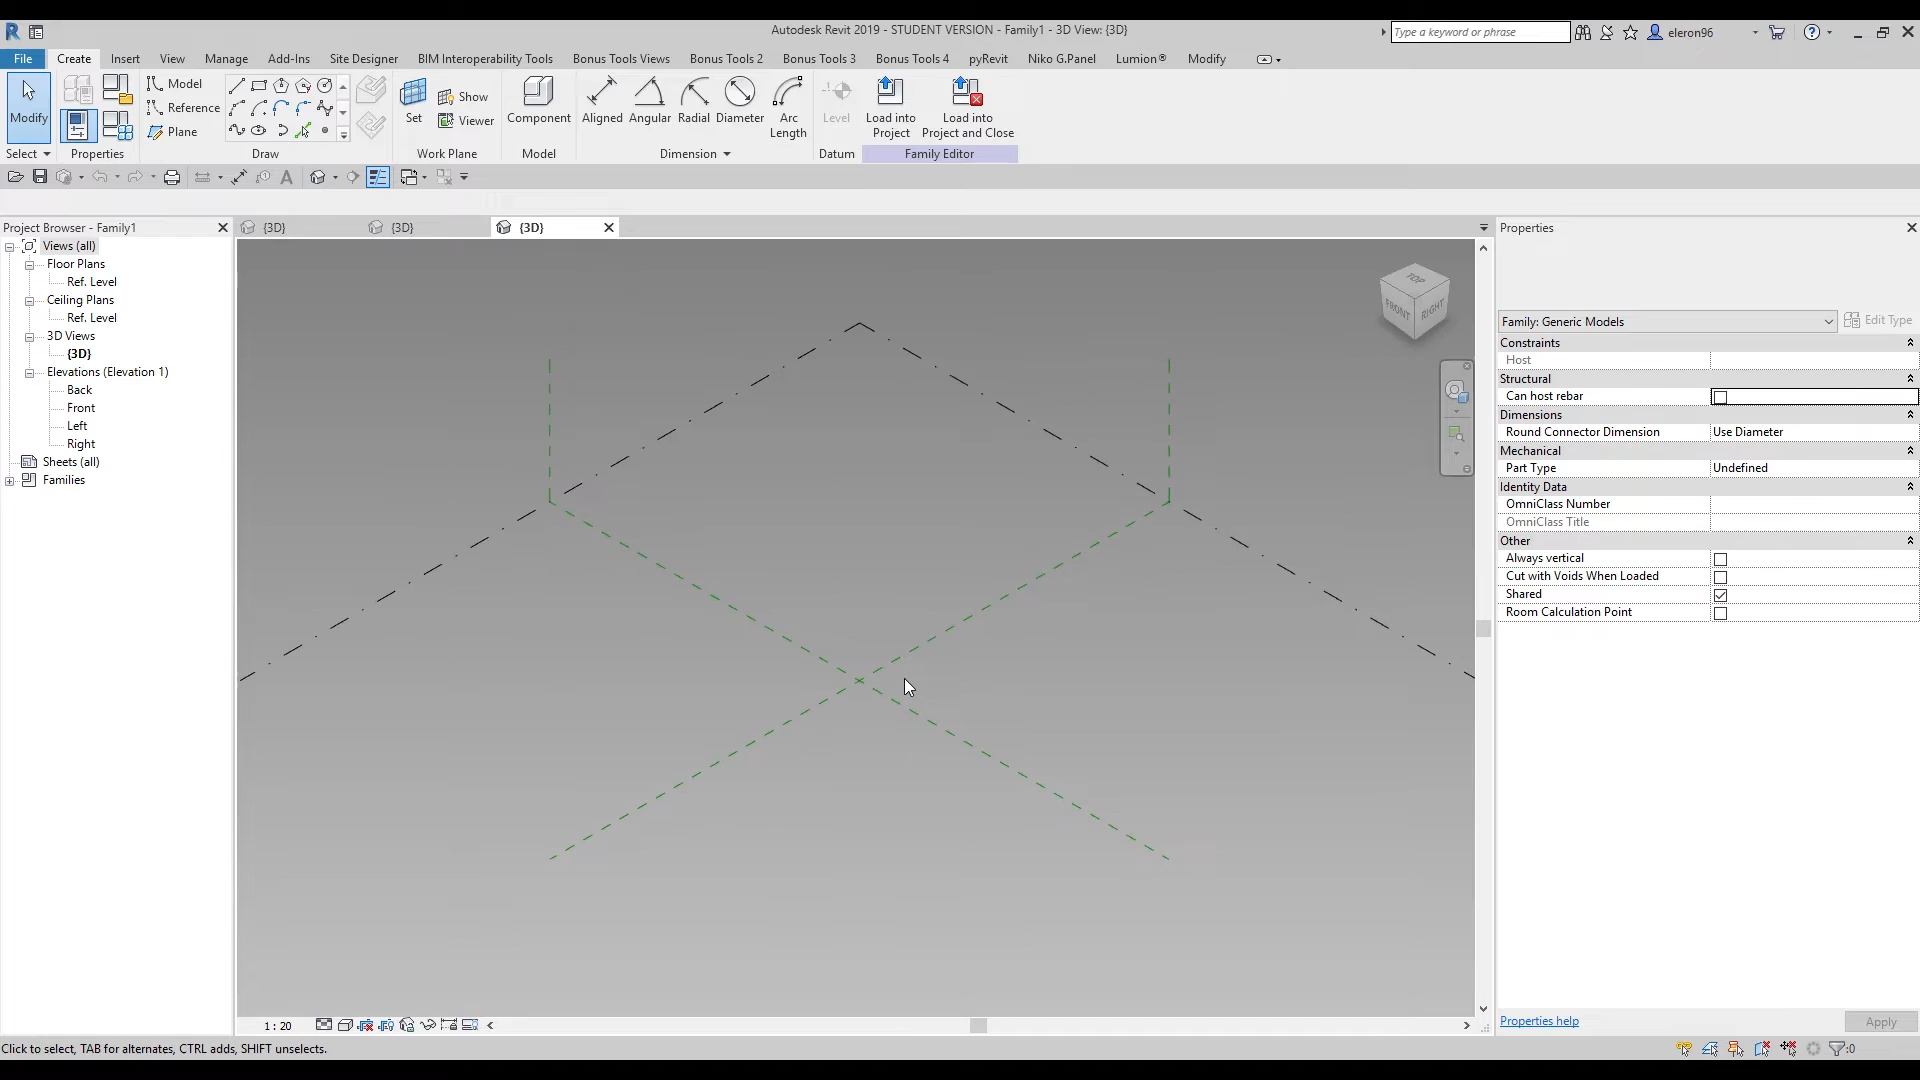 Autodesk Revit 2019 - STUDENT VERSION - Family1 - 3D View: {3D}
Type a keyword or phrase
eleron96
File Create Insert View Manage Add-Ins Site Designer BIM Interoperability Tools Bonus Tools Views Bonus Tools 2 Bonus Tools 3 Bonus Tools 4 pyRevit Niko G.Panel Lumion® Modify
Modify
Model
Reference
Plane
Set
Show
Viewer
Component
Aligned Angular Radial Diameter Arc Length
Level
Load into Project
Load into Project and Close
Select Properties Draw Work Plane Model Dimension Datum Family Editor
Project Browser - Family1
{3D} {3D} {3D}
Properties
Views (all)
Floor Plans
Ref. Level
Ceiling Plans
Ref. Level
3D Views
{3D}
Elevations (Elevation 1)
Back
Front
Left
Right
Sheets (all)
Families
TOP
FRONT RIGHT
Family: Generic Models
Edit Type
Constraints
Host
Structural
Can host rebar
Dimensions
Round Connector Dimension Use Diameter
Mechanical
Part Type Undefined
Identity Data
OmniClass Number
OmniClass Title
Other
Always vertical
Cut with Voids When Loaded
Shared
Room Calculation Point
1 : 20
Properties help
Apply
Click to select, TAB for alternates, CTRL adds, SHIFT unselects.
:0